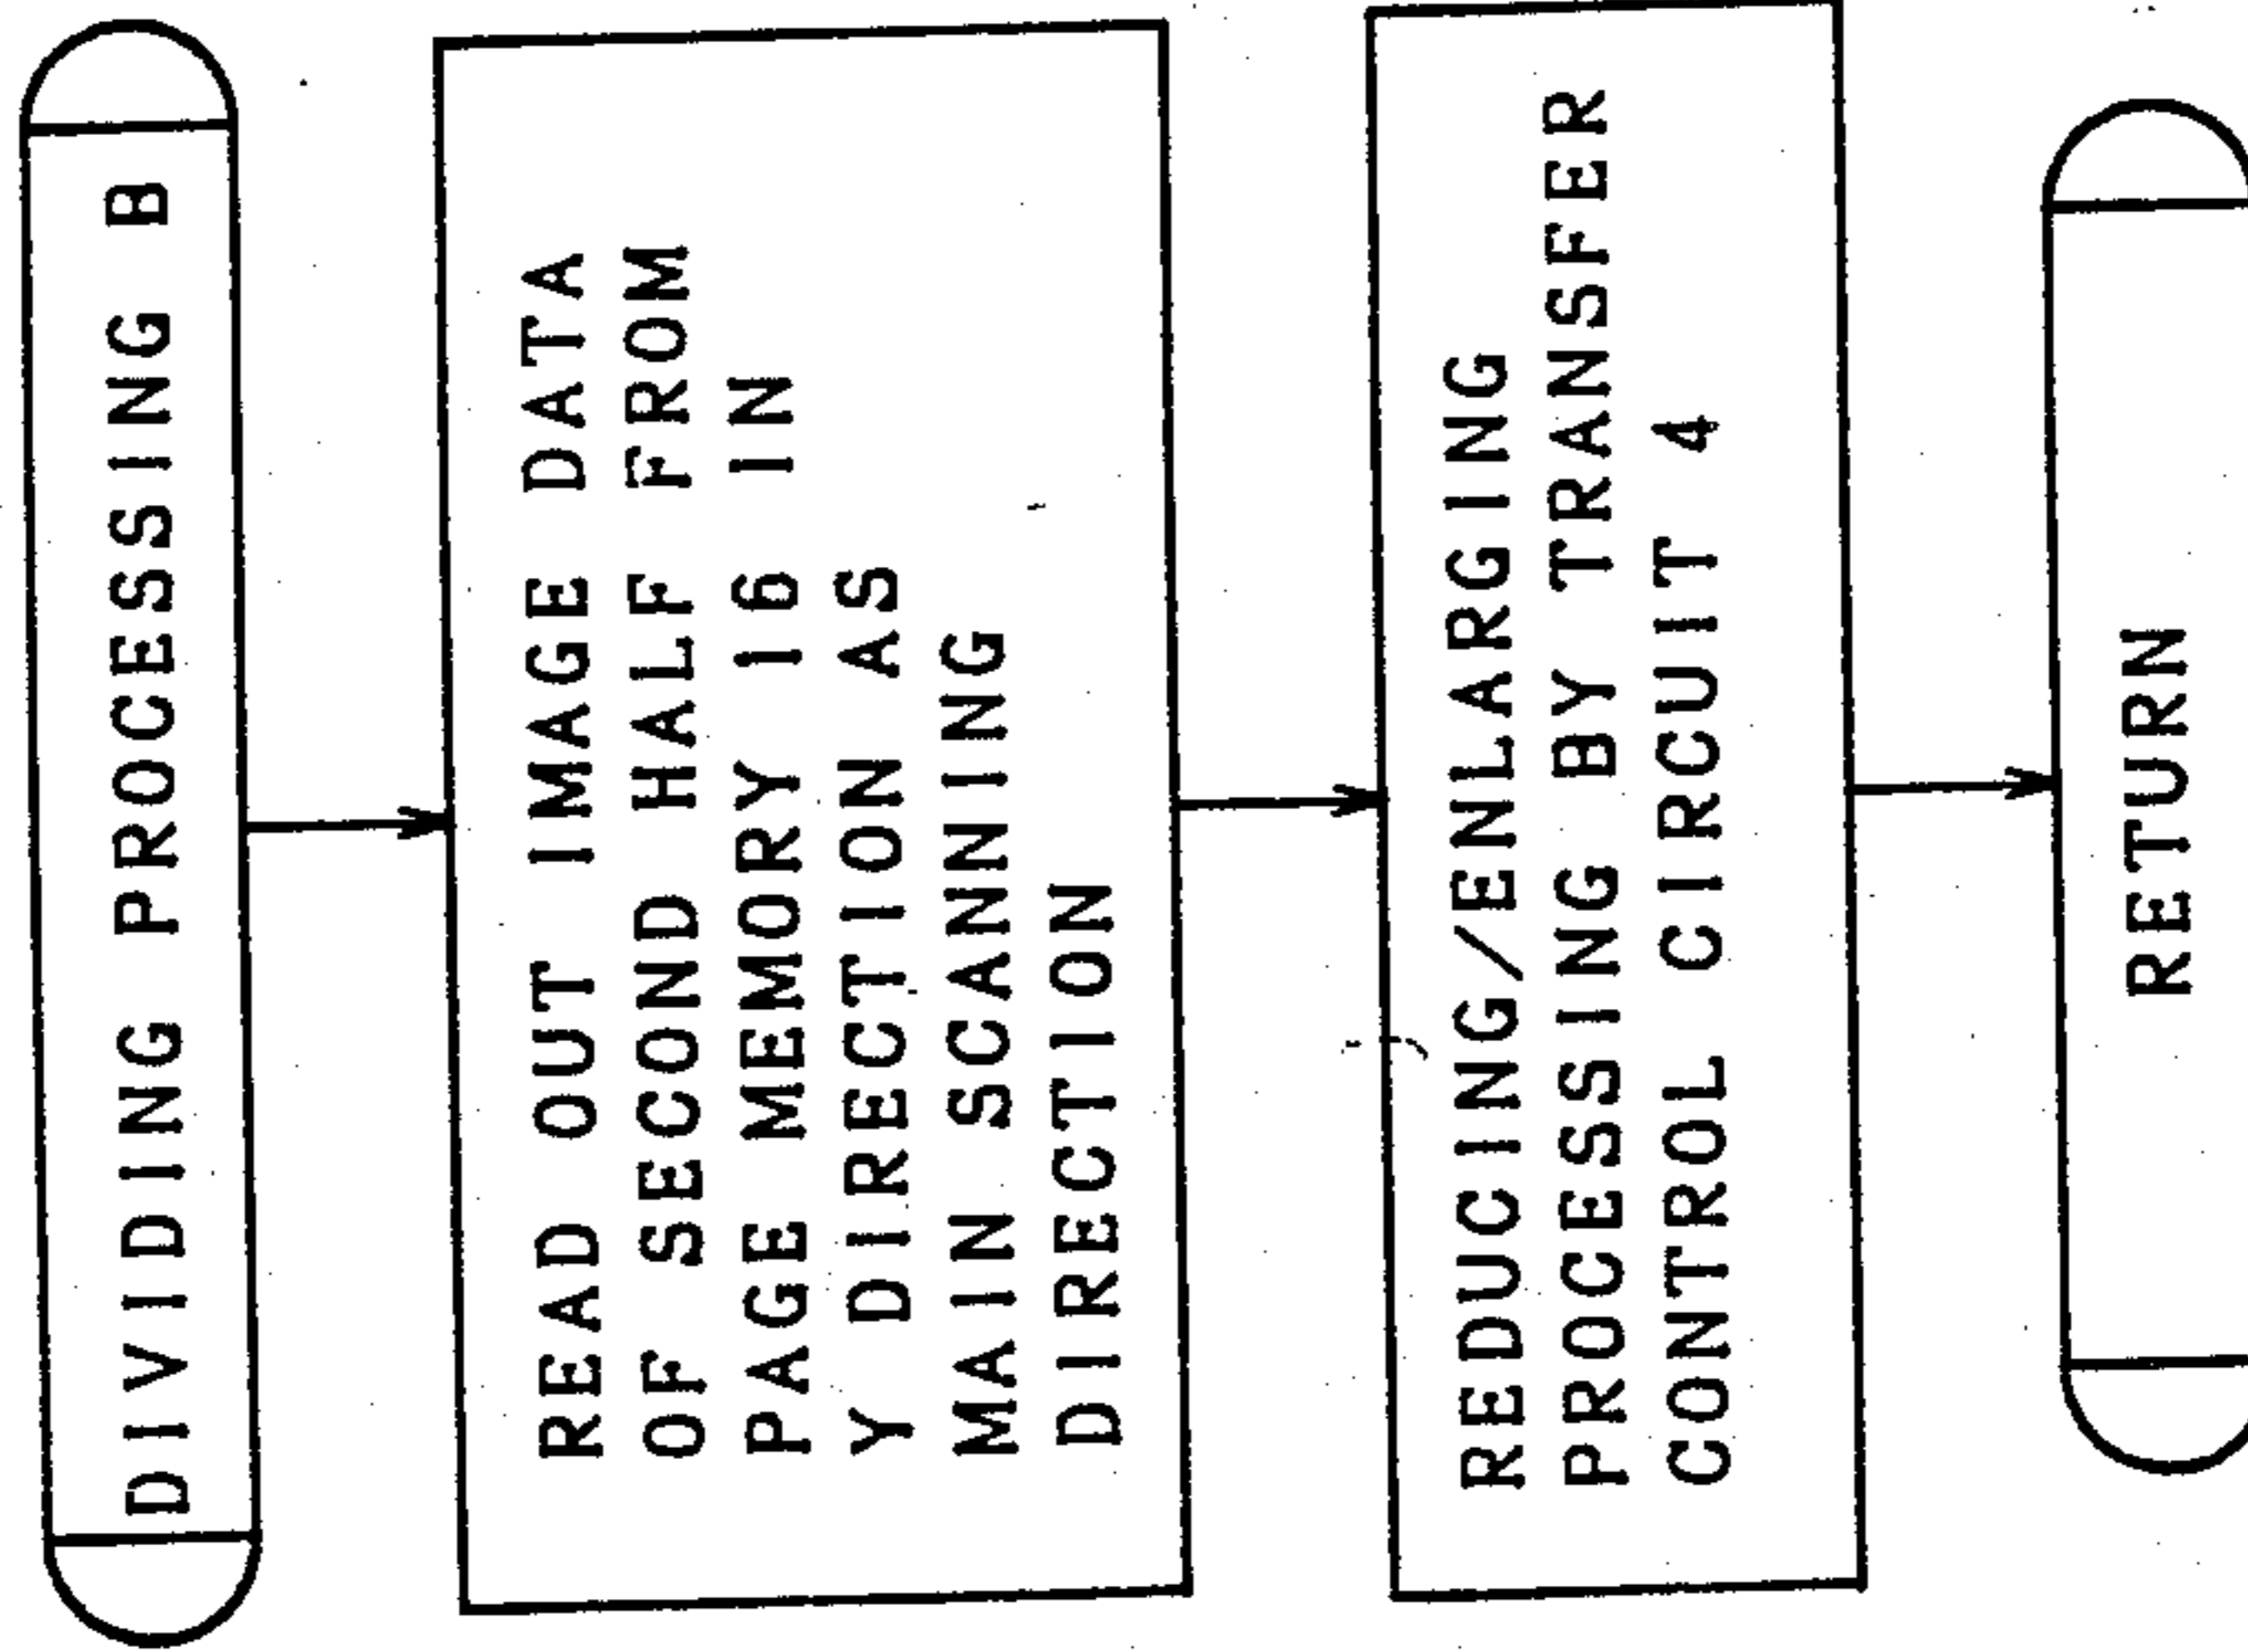 DIVIDING PROCESSING B
READ OUT IMAGE DATA
OF SECOND HALF FROM
PAGE MEMORY 16 IN
Y DIRECTION AS
MAIN SCANNING
DIRECTION
REDUCING/ENLARGING
PROCESSING BY TRANSFER
CONTROL CIRCUIT 4
RETURN